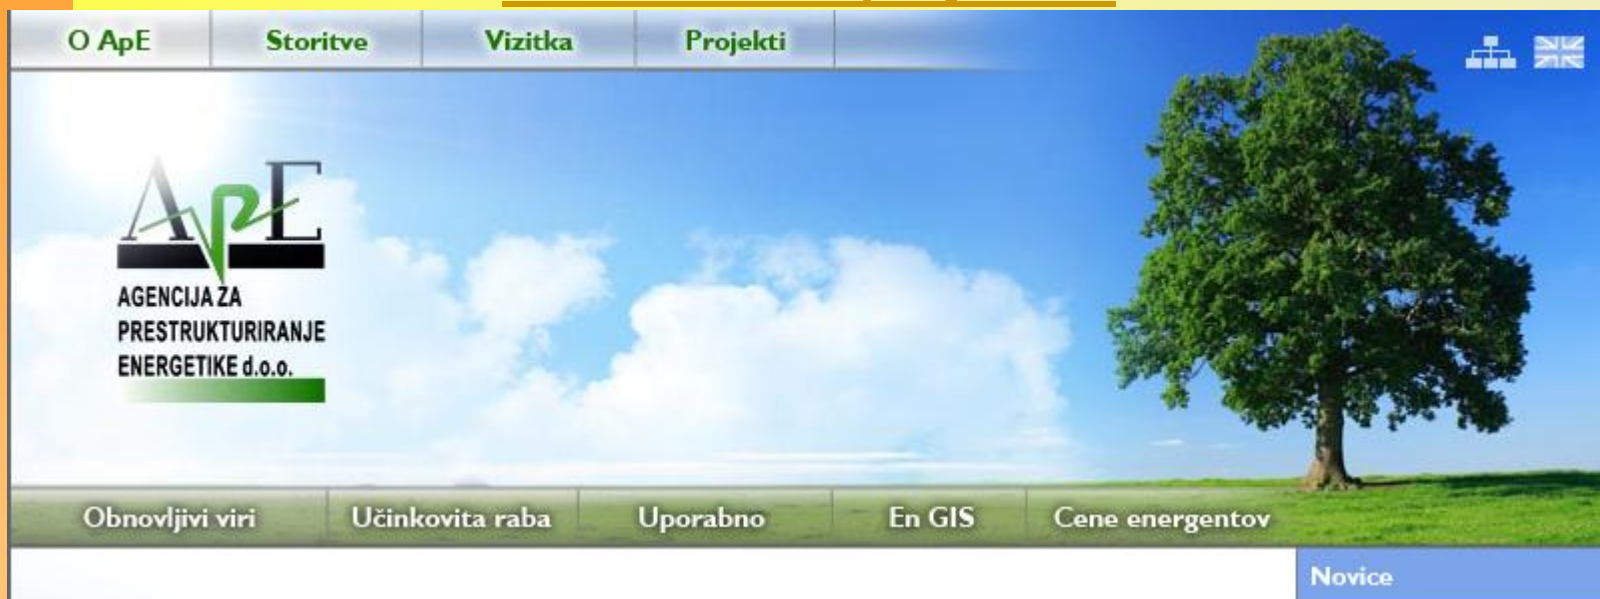 O ApE Storitve Vizitka Projekti
ApE
AGENCIJA ZA
PRESTRUKTURIRANJE
ENERGETIKE d.o.o.
Obnovljivi viri Učinkovita raba Uporabno En GIS Cene energentov
Novice